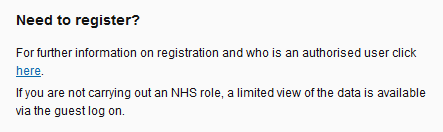 Need to register?
For further information on registration and who is an authorised user click
here.
If you are not carrying out an NHS role, a limited view of the data is available
via the guest log on.